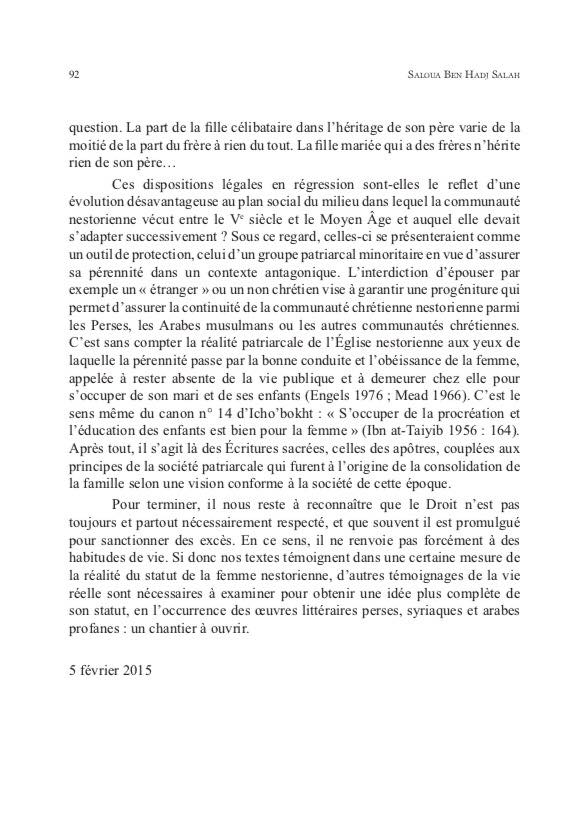 92 Saloua Ben Hadj Salah
question. La part de la fille célibataire dans l’héritage de son père varie de la
moitié de la part du frère à rien du tout. La fille mariée qui a des frères n’hérite
rien de son père…
Ces dispositions légales en régression sont-elles le reflet d’une
évolution désavantageuse au plan social du milieu dans lequel la communauté
nestorienne vécut entre le Ve siècle et le Moyen Âge et auquel elle devait
s’adapter successivement ? Sous ce regard, celles-ci se présenteraient comme
un outil de protection, celui d’un groupe patriarcal minoritaire en vue d’assurer
sa pérennité dans un contexte antagonique. L’interdiction d’épouser par
exemple un « étranger » ou un non chrétien vise à garantir une progéniture qui
permet d’assurer la continuité de la communauté chrétienne nestorienne parmi
les Perses, les Arabes musulmans ou les autres communautés chrétiennes.
C’est sans compter la réalité patriarcale de l’Église nestorienne aux yeux de
laquelle la pérennité passe par la bonne conduite et l’obéissance de la femme,
appelée à rester absente de la vie publique et à demeurer chez elle pour
s’occuper de son mari et de ses enfants (Engels 1976 ; Mead 1966). C’est le
sens même du canon n° 14 d’Icho’bokht : « S’occuper de la procréation et
l’éducation des enfants est bien pour la femme » (Ibn at-Taiyib 1956 : 164).
Après tout, il s’agit là des Écritures sacrées, celles des apôtres, couplées aux
principes de la société patriarcale qui furent à l’origine de la consolidation de
la famille selon une vision conforme à la société de cette époque.
Pour terminer, il nous reste à reconnaître que le Droit n’est pas
toujours et partout nécessairement respecté, et que souvent il est promulgué
pour sanctionner des excès. En ce sens, il ne renvoie pas forcément à des
habitudes de vie. Si donc nos textes témoignent dans une certaine mesure de
la réalité du statut de la femme nestorienne, d’autres témoignages de la vie
réelle sont nécessaires à examiner pour obtenir une idée plus complète de
son statut, en l’occurrence des œuvres littéraires perses, syriaques et arabes
profanes : un chantier à ouvrir.
5 février 2015